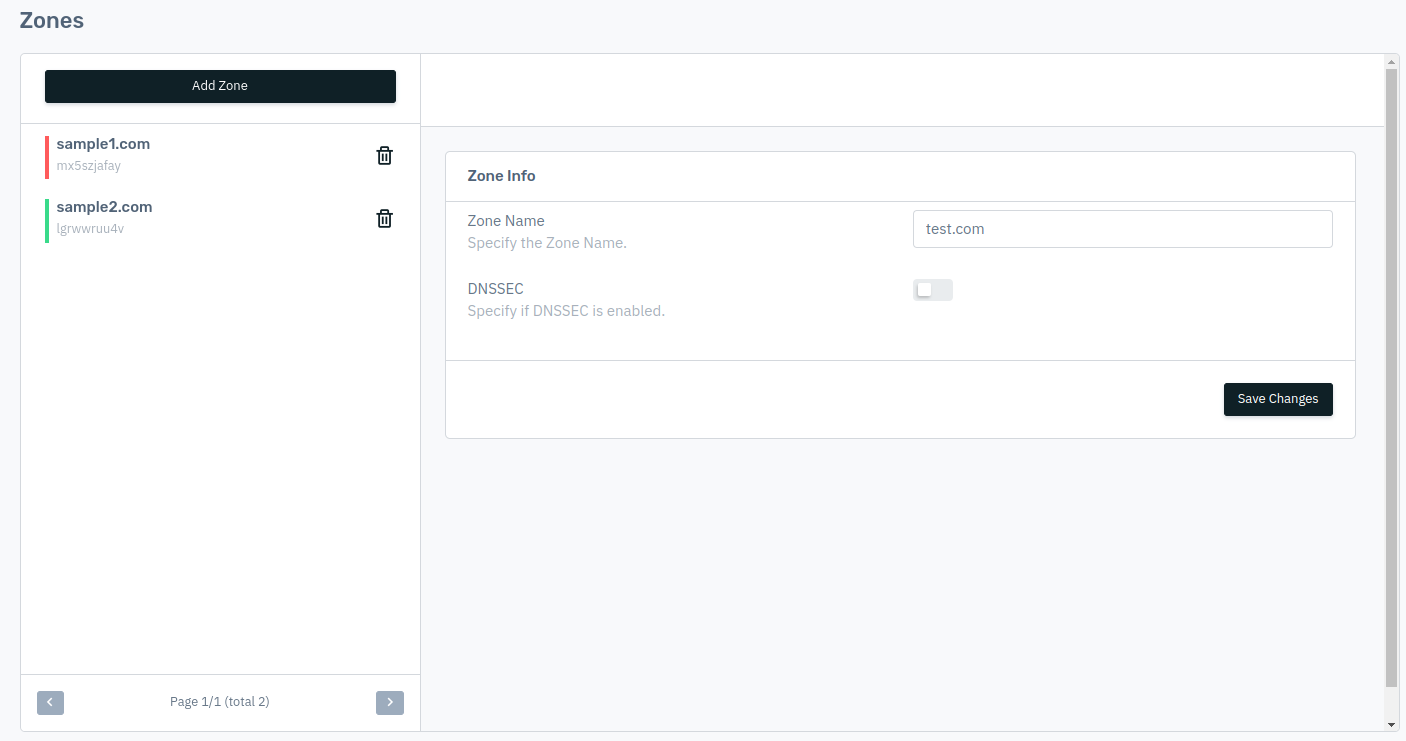 Zones
Add Zone
sample1.com
mx5szjafay
sample2.com
lgrwwruu4v
Page 1/1 (total 2)
Zone Info
Zone Name
Specify the Zone Name.
test.com
DNSSEC
Specify if DNSSEC is enabled.
Save Changes